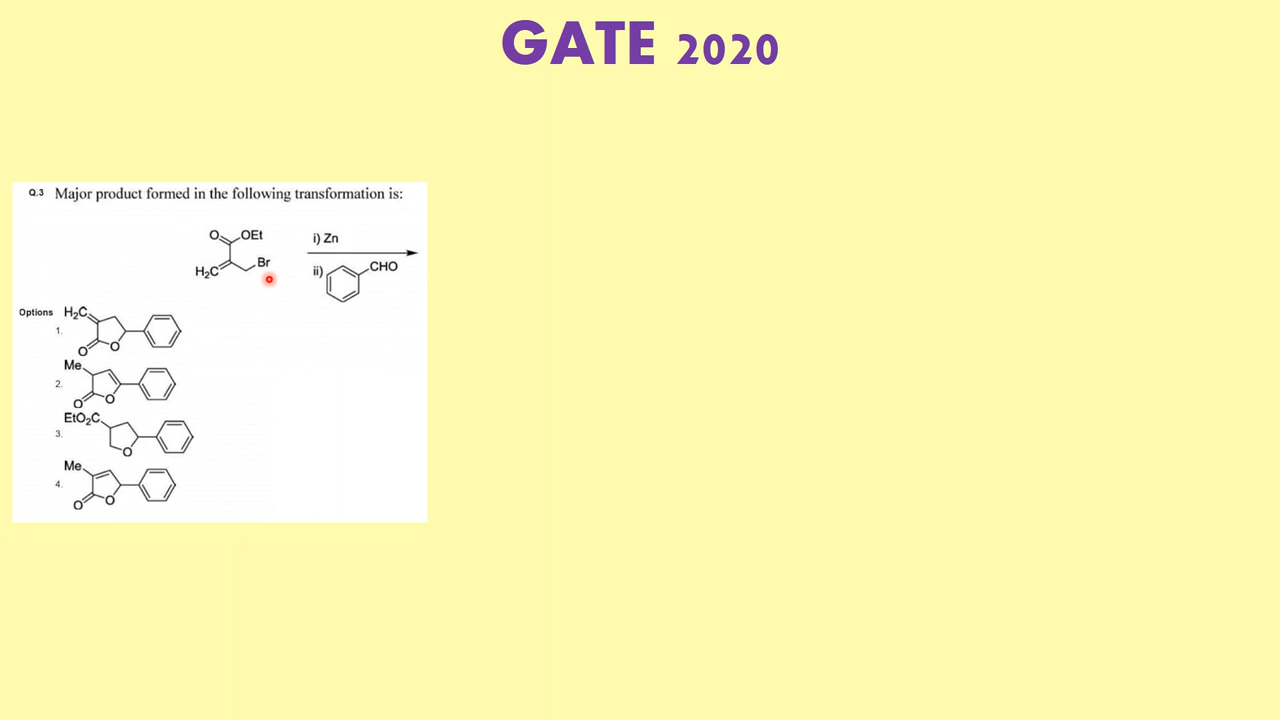 GATE 2020
Q.3 Major product formed in the following transformation is:
O OEt
H₂C Br
i) Zn
ii) CHO
Options
1. H₂C O O
2. Me O O
3. EtO₂C O
4. Me O O